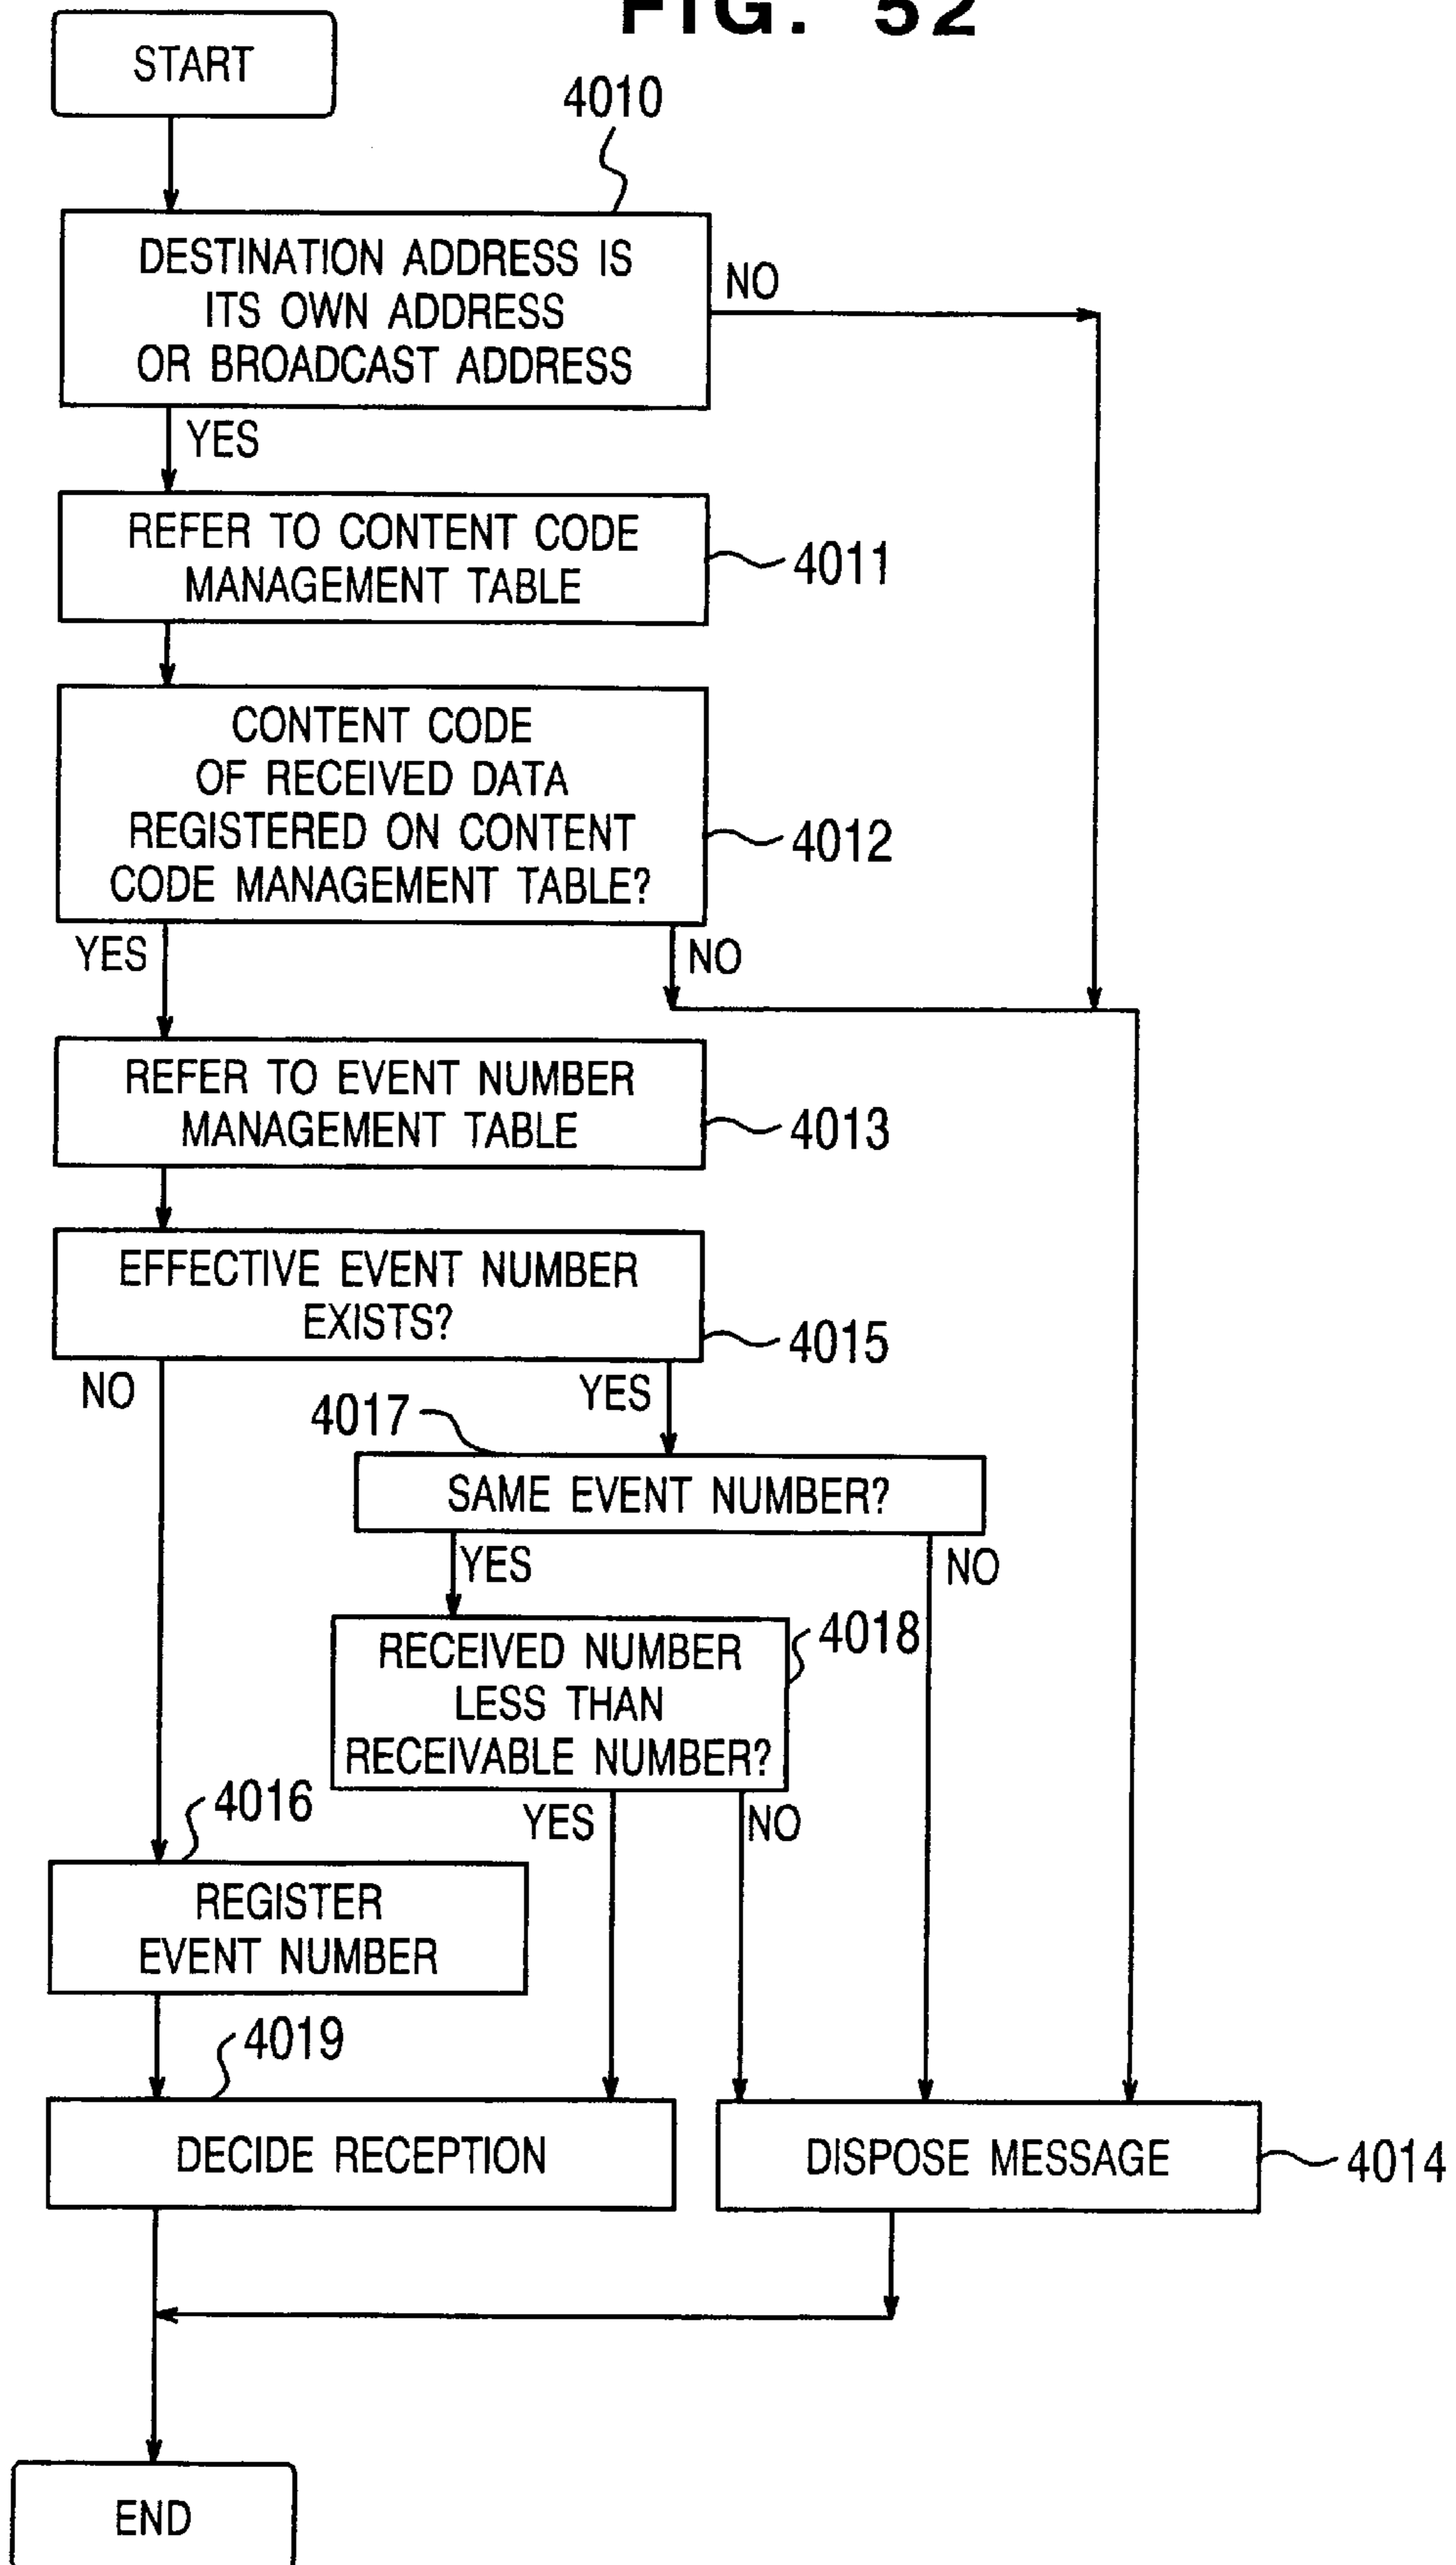 FIG. 52
START
4010
DESTINATION ADDRESS IS
ITS OWN ADDRESS
OR BROADCAST ADDRESS
NO
YES
REFER TO CONTENT CODE
MANAGEMENT TABLE
4011
CONTENT CODE
OF RECEIVED DATA
REGISTERED ON CONTENT
CODE MANAGEMENT TABLE?
4012
YES
NO
REFER TO EVENT NUMBER
MANAGEMENT TABLE
4013
EFFECTIVE EVENT NUMBER
EXISTS?
4015
NO
YES
4017
SAME EVENT NUMBER?
YES
NO
RECEIVED NUMBER
LESS THAN
RECEIVABLE NUMBER?
4018
YES
NO
4016
REGISTER
EVENT NUMBER
4019
DECIDE RECEPTION
DISPOSE MESSAGE
4014
END